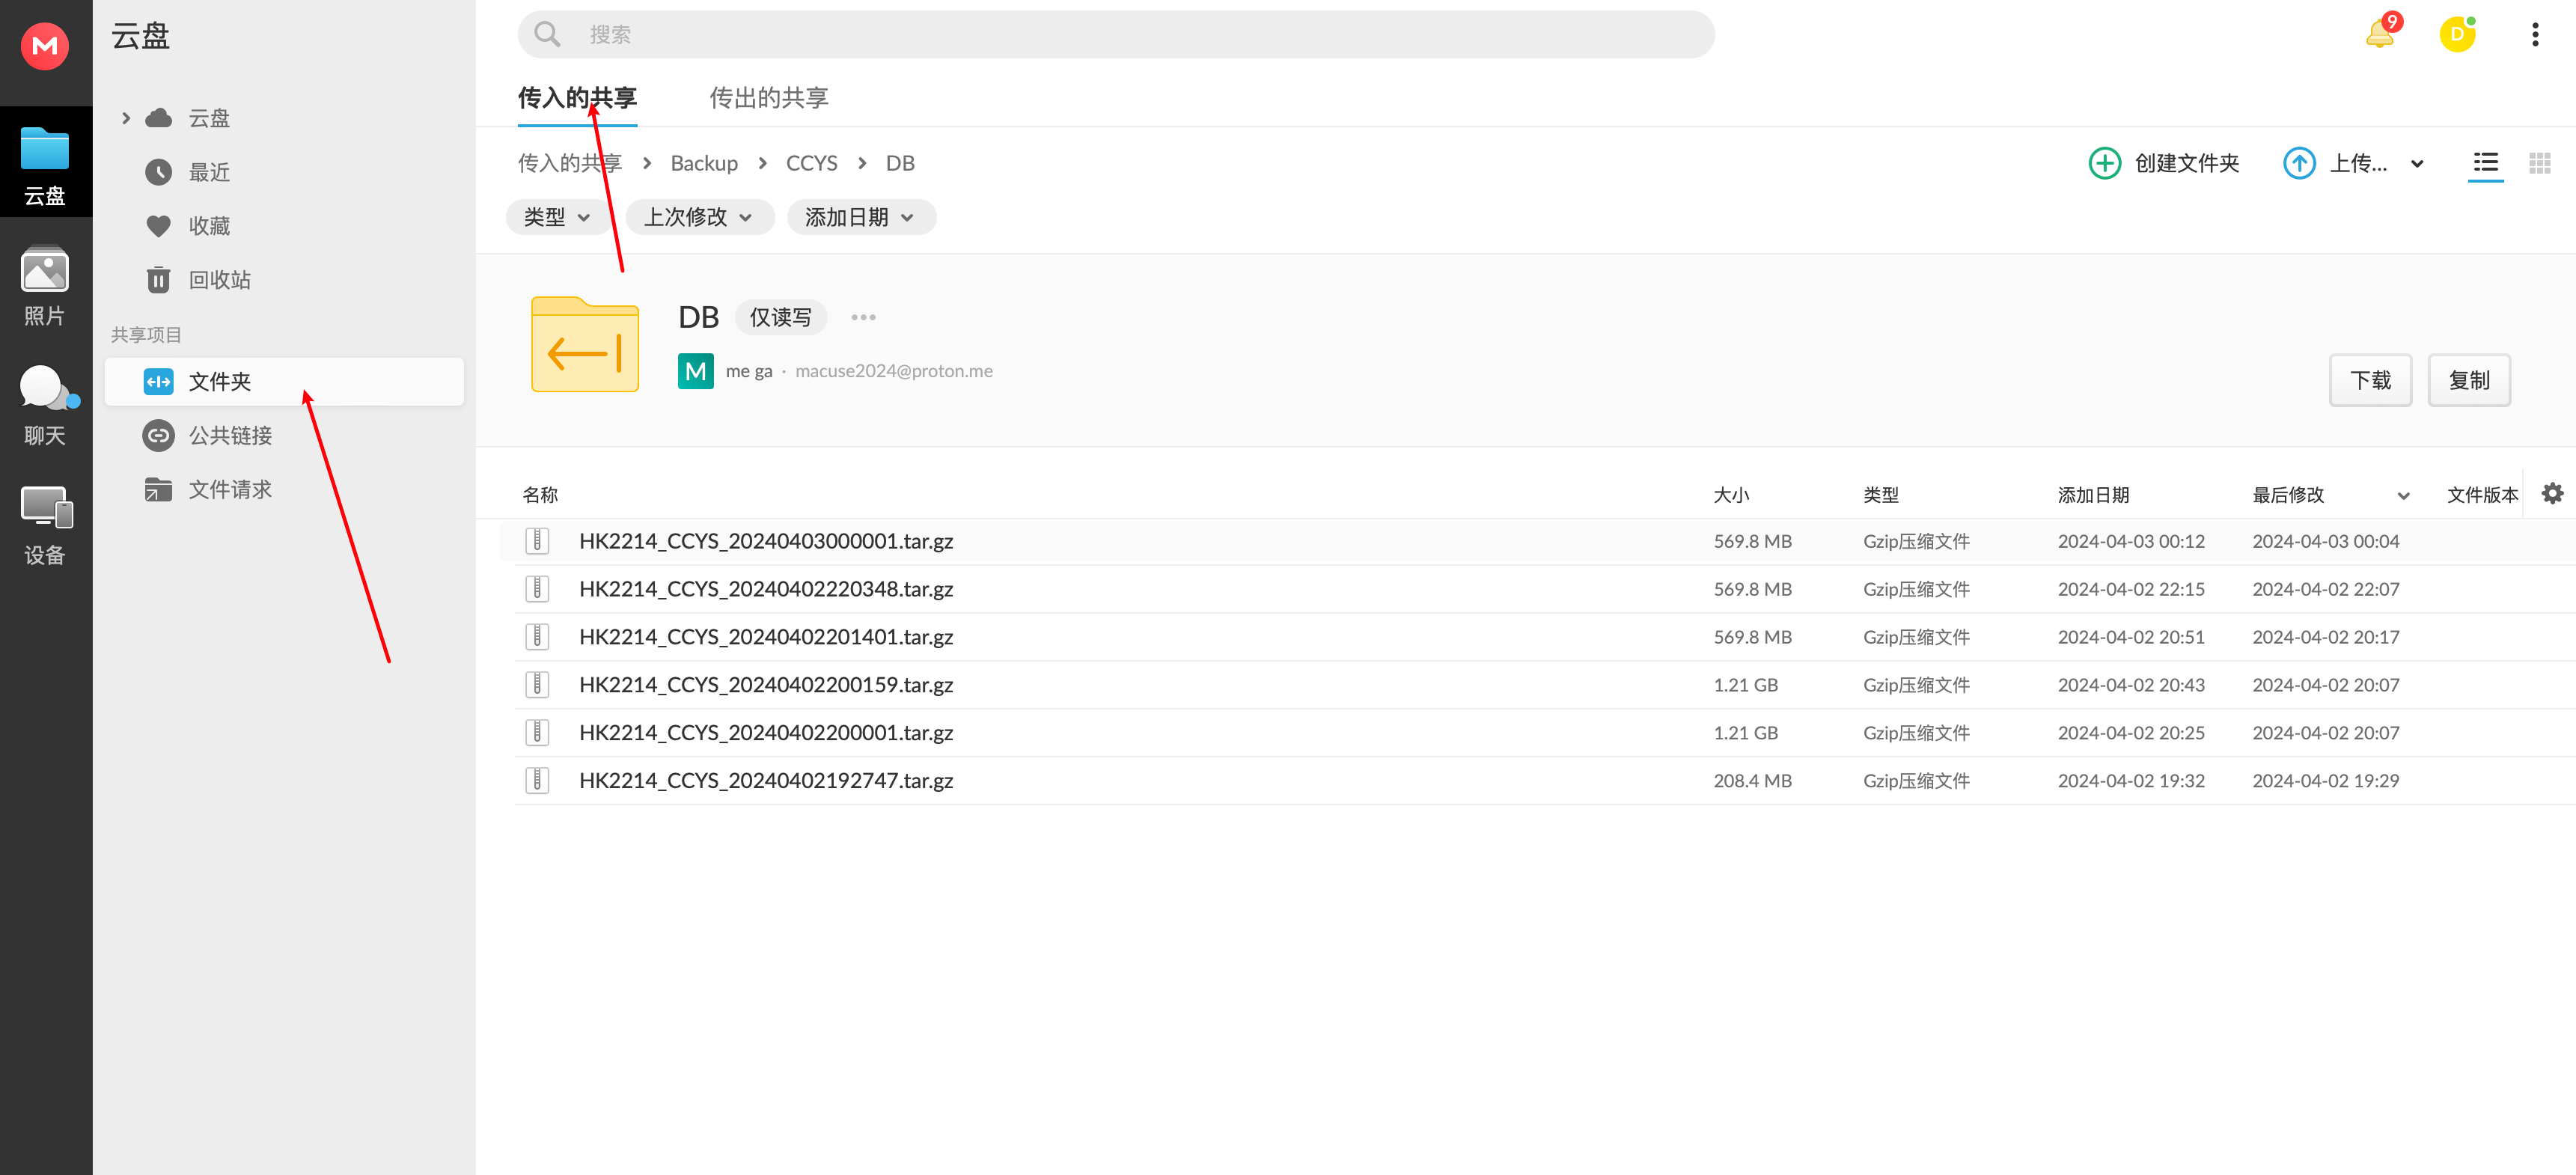 云盘
搜索
9
D
云盘
照片
聊天
设备
云盘
最近
收藏
回收站
共享项目
文件夹
公共链接
文件请求
传入的共享 传出的共享
传入的共享 > Backup > CCYS > DB
创建文件夹 上传...
类型 上次修改 添加日期
DB 仅读写
M me ga · macuse2024@proton.me
下载 复制
名称 大小 类型 添加日期 最后修改 文件版本
HK2214_CCYS_20240403000001.tar.gz 569.8 MB Gzip压缩文件 2024-04-03 00:12 2024-04-03 00:04
HK2214_CCYS_20240402220348.tar.gz 569.8 MB Gzip压缩文件 2024-04-02 22:15 2024-04-02 22:07
HK2214_CCYS_20240402201401.tar.gz 569.8 MB Gzip压缩文件 2024-04-02 20:51 2024-04-02 20:17
HK2214_CCYS_20240402200159.tar.gz 1.21 GB Gzip压缩文件 2024-04-02 20:43 2024-04-02 20:07
HK2214_CCYS_20240402200001.tar.gz 1.21 GB Gzip压缩文件 2024-04-02 20:25 2024-04-02 20:07
HK2214_CCYS_20240402192747.tar.gz 208.4 MB Gzip压缩文件 2024-04-02 19:32 2024-04-02 19:29